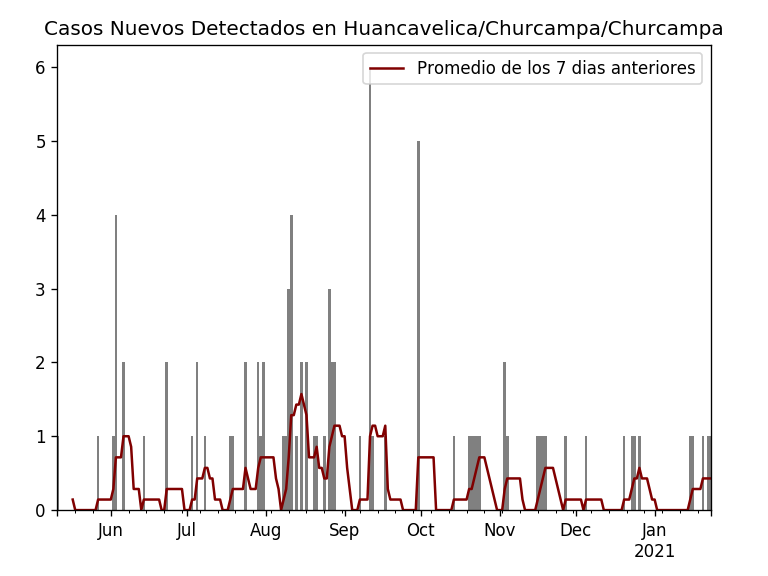 Casos Nuevos Detectados en Huancavelica/Churcampa/Churcampa
Promedio de los 7 dias anteriores
6
5
4
3
2
1
0
Jun Jul Aug Sep Oct Nov Dec Jan
2021